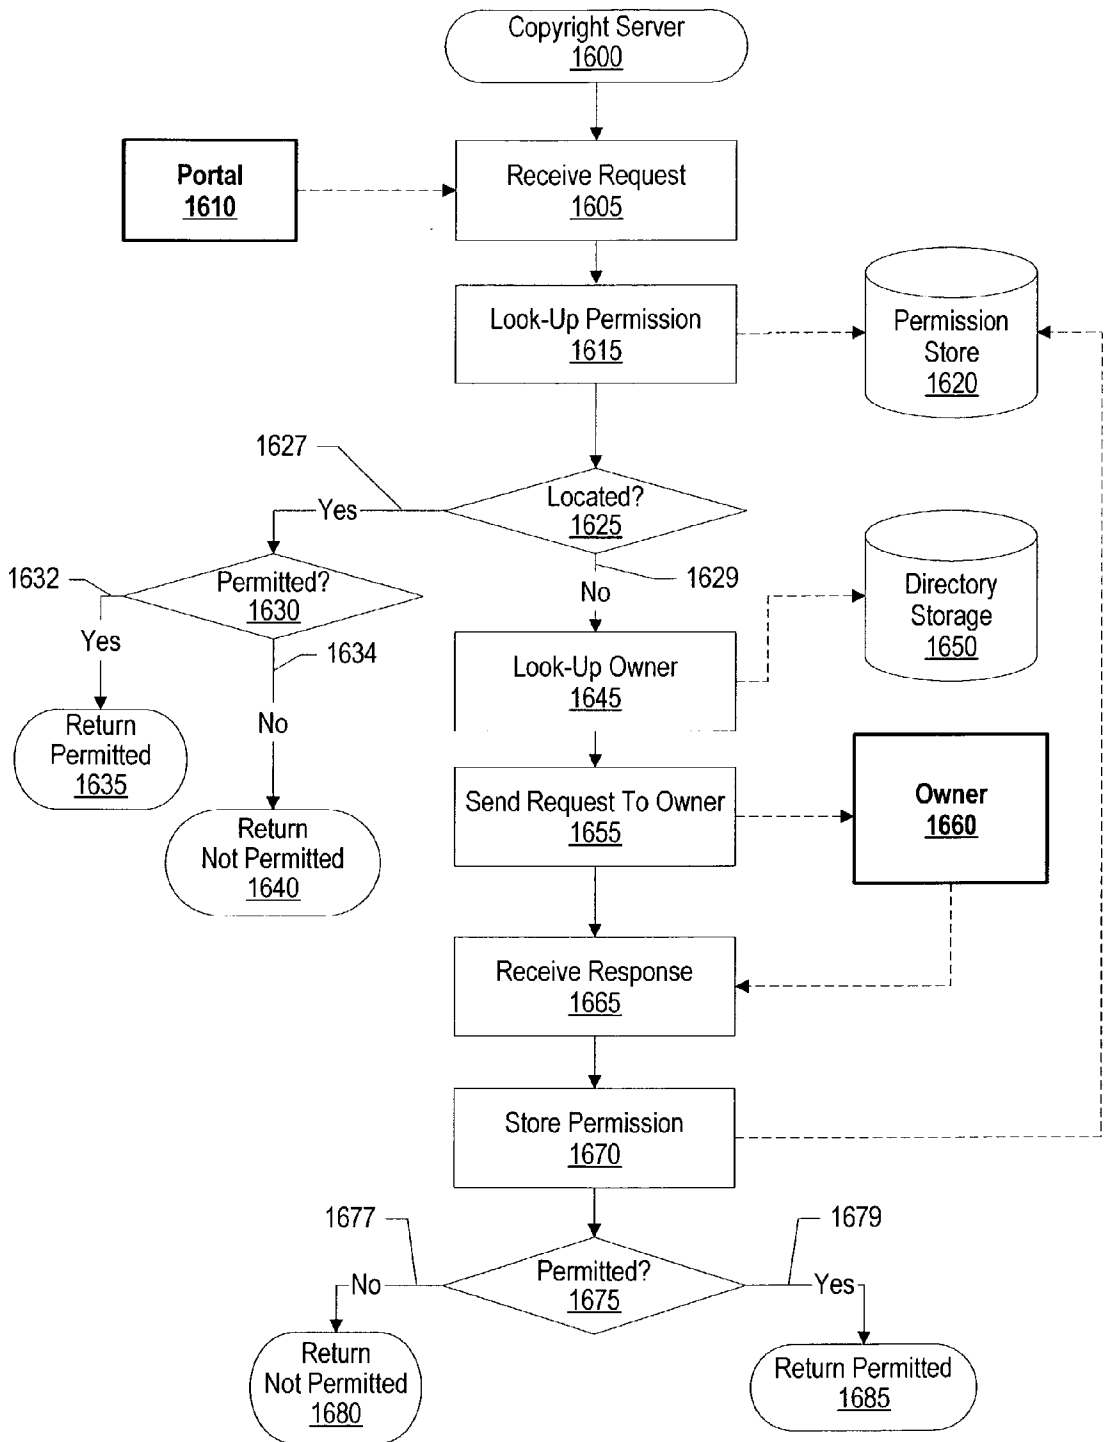 Copyright Server
1600
Portal
1610
Receive Request
1605
Look-Up Permission
1615
Permission
Store
1620
1627
Located?
1625
Yes
1629
No
1632
Permitted?
1630
Yes
1634
No
Directory
Storage
1650
Look-Up Owner
1645
Return
Permitted
1635
Return
Not Permitted
1640
Send Request To Owner
1655
Owner
1660
Receive Response
1665
Store Permission
1670
1677
1679
Permitted?
1675
No
Yes
Return
Not Permitted
1680
Return Permitted
1685